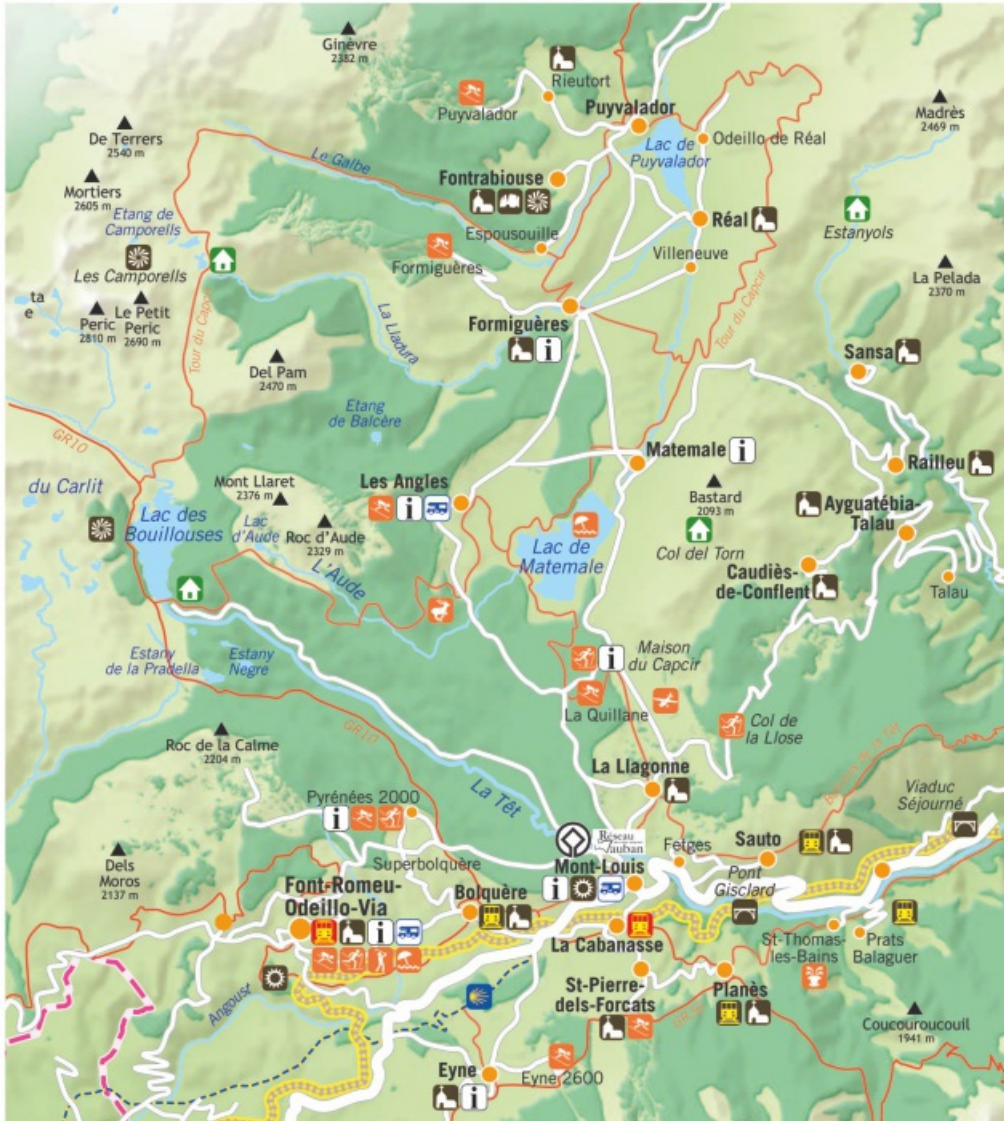 Ginèvre
2382 m
Rieutort
Puyvalador
Puyvalador
Madrès
2469 m
De Terrers
2540 m
Odeillo de Réal
Lac de
Puyvalador
Le Galbe
Mortiers
2605 m
Fontrabiouse
Etang de
Camporells
Réal
Estanyols
Espousouille
Formiguères
Villeneuve
Les Camporells
La Pelada
2370 m
ta
e
Peric
2810 m
Le Petit
Peric
2690 m
Tour du Capcir
La Lladura
Formiguères
Tour du Capcir
Sansa
Del Pam
2470 m
Etang
de Balcère
GR10
Matemale
Railleu
du Carlit
Mont Llaret
2376 m
Les Angles
Bastard
2093 m
Ayguatébia-
Talau
Lac des
Bouillouses
Lac
d'Aude
Roc d'Aude
2329 m
L'Aude
Lac de
Matemale
Col del Torn
Caudiès-
de-Conflent
Talau
Estany
de la Pradella
Estany
Negre
Maison
du Capcir
La Quillane
Col de
la Llose
GR10
Roc de la Calme
2204 m
La Têt
La Llagonne
Viaduc
Séjourné
Pyrénées 2000
Réseau
Vauban
Fetges
Sauto
Dels
Moros
2137 m
Superbolquère
Mont-Louis
Pont
Gisclard
Font-Romeu-
Odeillo-Via
Bolquère
La Cabanasse
St-Thomas-
les-Bains
Prats
Balaguer
Angoust
St-Pierre-
dels-Forcats
Planès
Coucouroucouil
1941 m
Eyne
Eyne 2600